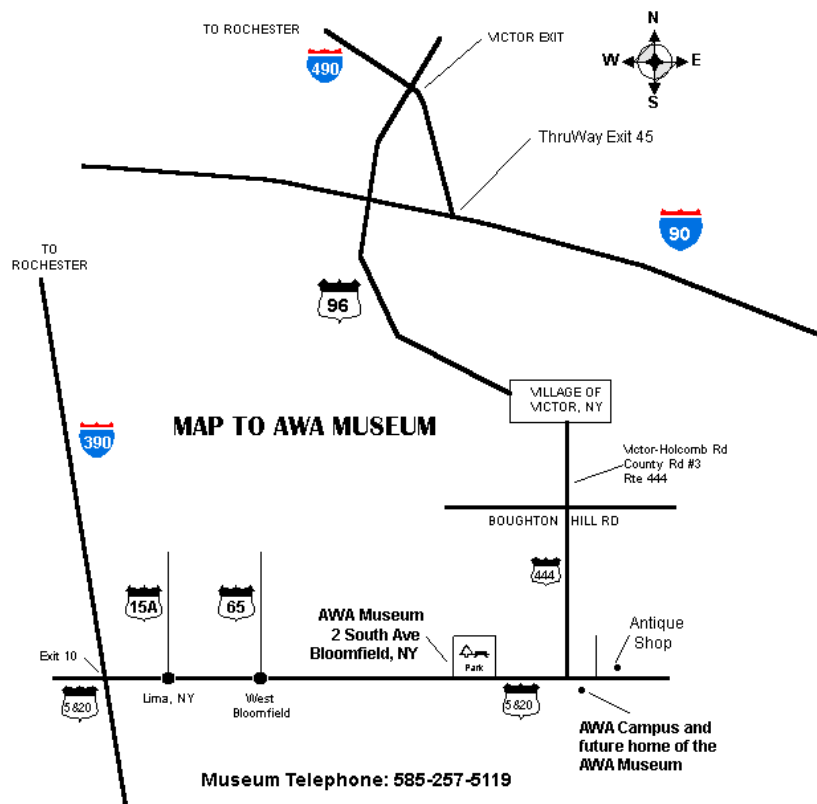 N
TO ROCHESTER
VICTOR EXIT
W
E
490
S
ThruWay Exit 45
90
TO
ROCHESTER
96
VILLAGE OF
VICTOR, NY
MAP TO AWA MUSEUM
390
Victor-Holcomb Rd
County Rd #3
Rte 444
BOUGHTON HILL RD
444
15A
65
AWA Museum
2 South Ave
Bloomfield, NY
Antique
Shop
Park
Exit 10
5&20
Lima, NY
West
Bloomfield
5&20
AWA Campus and
future home of the
AWA Museum
Museum Telephone: 585-257-5119